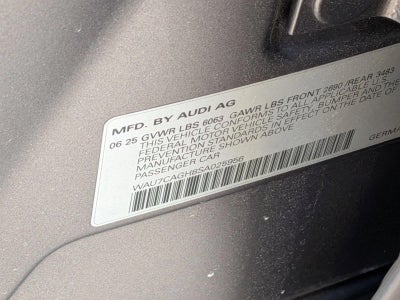 MFD. BY AUDI AG
06 25 GVWR LBS 6063 GAWR LBS FRONT 2890 / REAR 3483
THIS VEHICLE CONFORMS TO ALL APPLICABLE U.S.
FEDERAL MOTOR VEHICLE SAFETY, BUMPER, AND THEFT
PREVENTION STANDARDS IN EFFECT ON THE DATE OF
MANUFACTURE SHOWN ABOVE
PASSENGER CAR
WAU7CAGH8SA025956